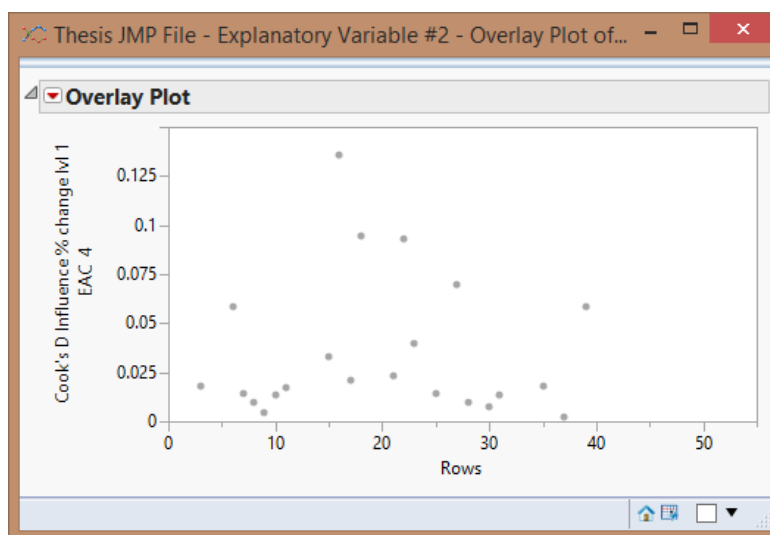 Thesis JMP File - Explanatory Variable #2 - Overlay Plot of...
Overlay Plot
Cook's D Influence % change lvl 1
EAC 4
0.125
0.1
0.075
0.05
0.025
0
0 10 20 30 40 50
Rows